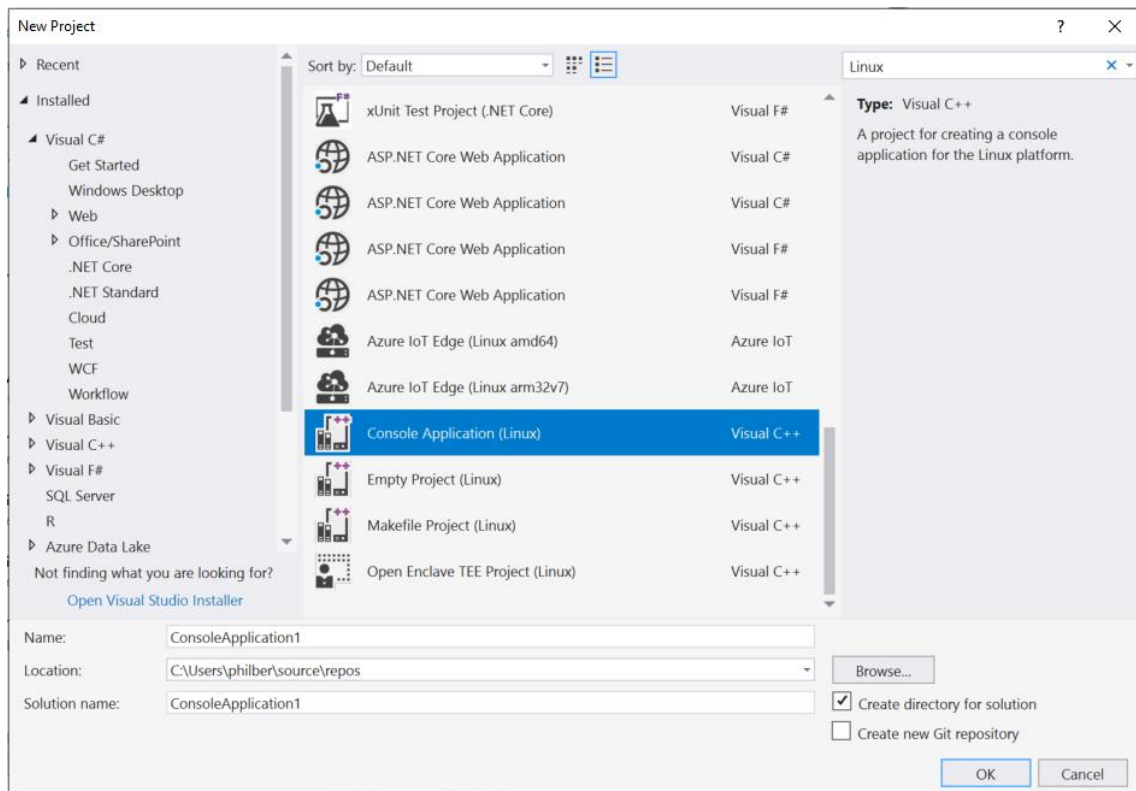 New Project
?
Recent
Installed
Visual C#
Get Started
Windows Desktop
Web
Office/SharePoint
.NET Core
.NET Standard
Cloud
Test
WCF
Workflow
Visual Basic
Visual C++
Visual F#
SQL Server
R
Azure Data Lake
Not finding what you are looking for?
Open Visual Studio Installer
Sort by: Default
xUnit Test Project (.NET Core) Visual F#
ASP.NET Core Web Application Visual C#
ASP.NET Core Web Application Visual C#
ASP.NET Core Web Application Visual F#
ASP.NET Core Web Application Visual F#
Azure IoT Edge (Linux amd64) Azure IoT
Azure IoT Edge (Linux arm32v7) Azure IoT
Console Application (Linux) Visual C++
Empty Project (Linux) Visual C++
Makefile Project (Linux) Visual C++
Open Enclave TEE Project (Linux) Visual C++
Linux
Type: Visual C++
A project for creating a console
application for the Linux platform.
Name: ConsoleApplication1
Location: C:\Users\philber\source\repos
Browse...
Solution name: ConsoleApplication1
Create directory for solution
Create new Git repository
OK Cancel